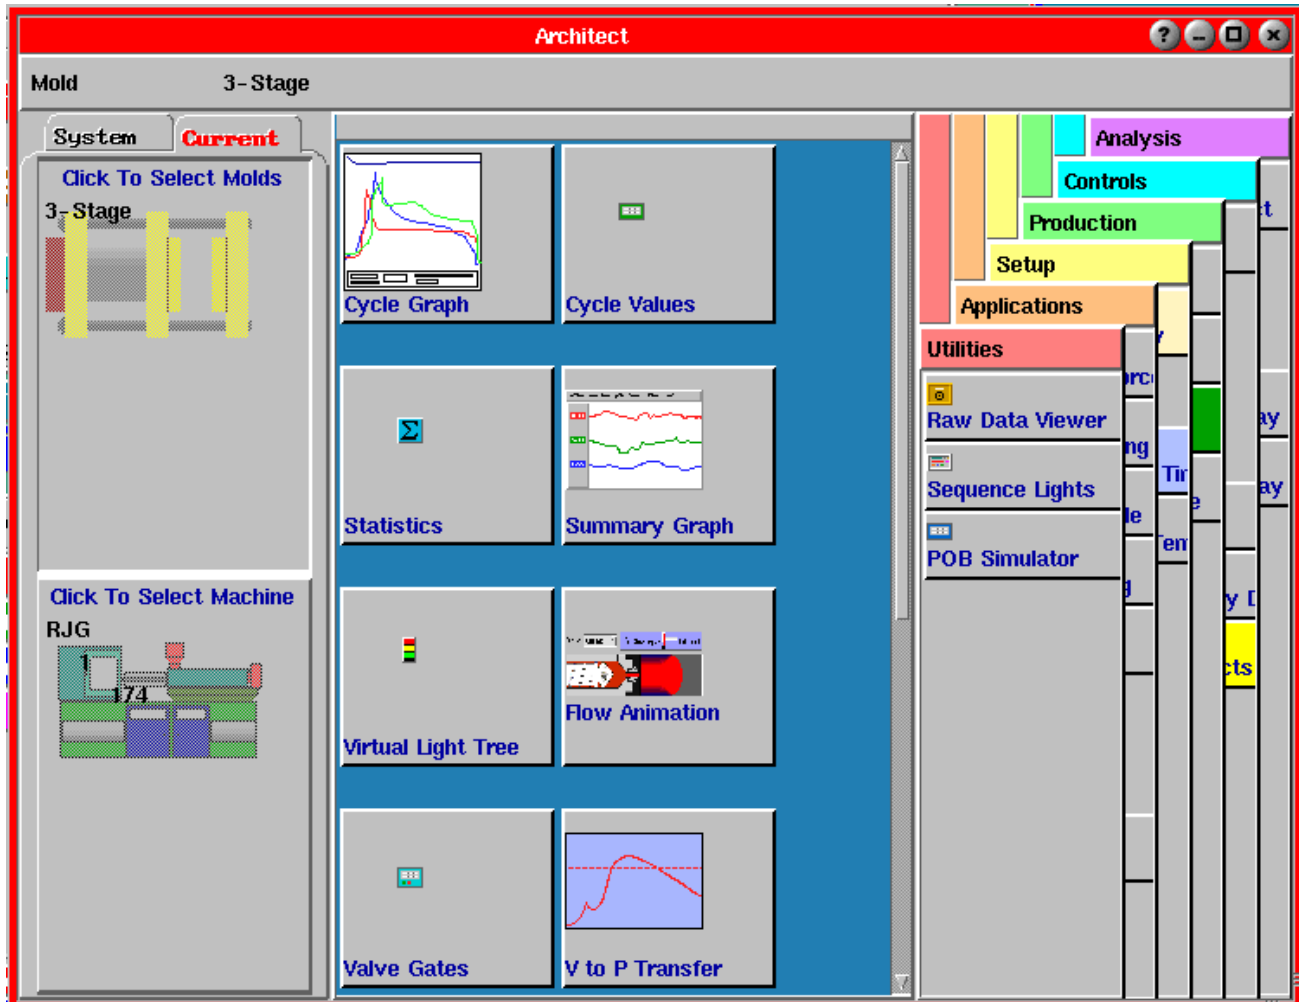 Architect
Mold 3-Stage
System Current
Click To Select Molds
3-Stage
Click To Select Machine
RJG
1
174
Cycle Graph
Cycle Values
Statistics
Summary Graph
Virtual Light Tree
Flow Animation
Valve Gates
V to P Transfer
Analysis
Controls
Production
Setup
Applications
Utilities
Raw Data Viewer
Sequence Lights
POB Simulator